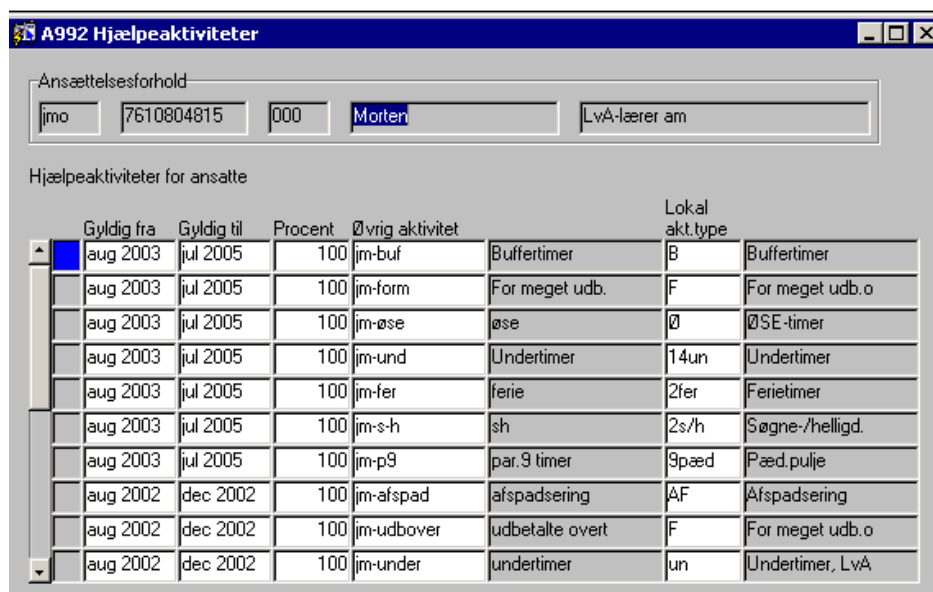 A992 Hjælpeaktiviteter
Ansættelsesforhold
jmo 7610804815 000 Morten LvA-lærer am
Hjælpeaktiviteter for ansatte
Lokal
Gyldig fra Gyldig til Procent Øvrig aktivitet akt.type
aug 2003 jul 2005 100 jm-buf Buffertimer B Buffertimer
aug 2003 jul 2005 100 jm-form For meget udb. F For meget udb.o
aug 2003 jul 2005 100 jm-øse øse Ø ØSE-timer
aug 2003 jul 2005 100 jm-und Undertimer 14un Undertimer
aug 2003 jul 2005 100 jm-fer ferie 2fer Ferietimer
aug 2003 jul 2005 100 jm-s-h sh 2s/h Søgne-/helligd.
aug 2003 jul 2005 100 jm-p9 par.9 timer 9pæd Pæd.pulje
aug 2002 dec 2002 100 jm-afspad afspadsering AF Afspadsering
aug 2002 dec 2002 100 jm-udbover udbetalte overt F For meget udb.o
aug 2002 dec 2002 100 jm-under undertimer un Undertimer, LvA